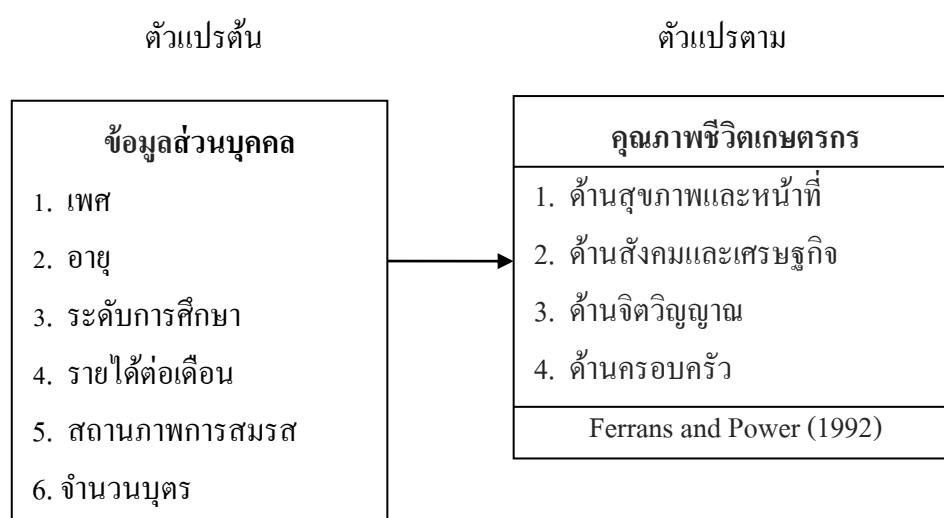 ตัวแปรต้น
ตัวแปรตาม
ข้อมูลส่วนบุคคล
1. เพศ
2. อายุ
3. ระดับการศึกษา
4. รายได้ต่อเดือน
5. สถานภาพการสมรส
6. จำนวนบุตร
คุณภาพชีวิตเกษตรกร
1. ด้านสุขภาพและหน้าที่
2. ด้านสังคมและเศรษฐกิจ
3. ด้านจิตวิญญาณ
4. ด้านครอบครัว
Ferrans and Power (1992)